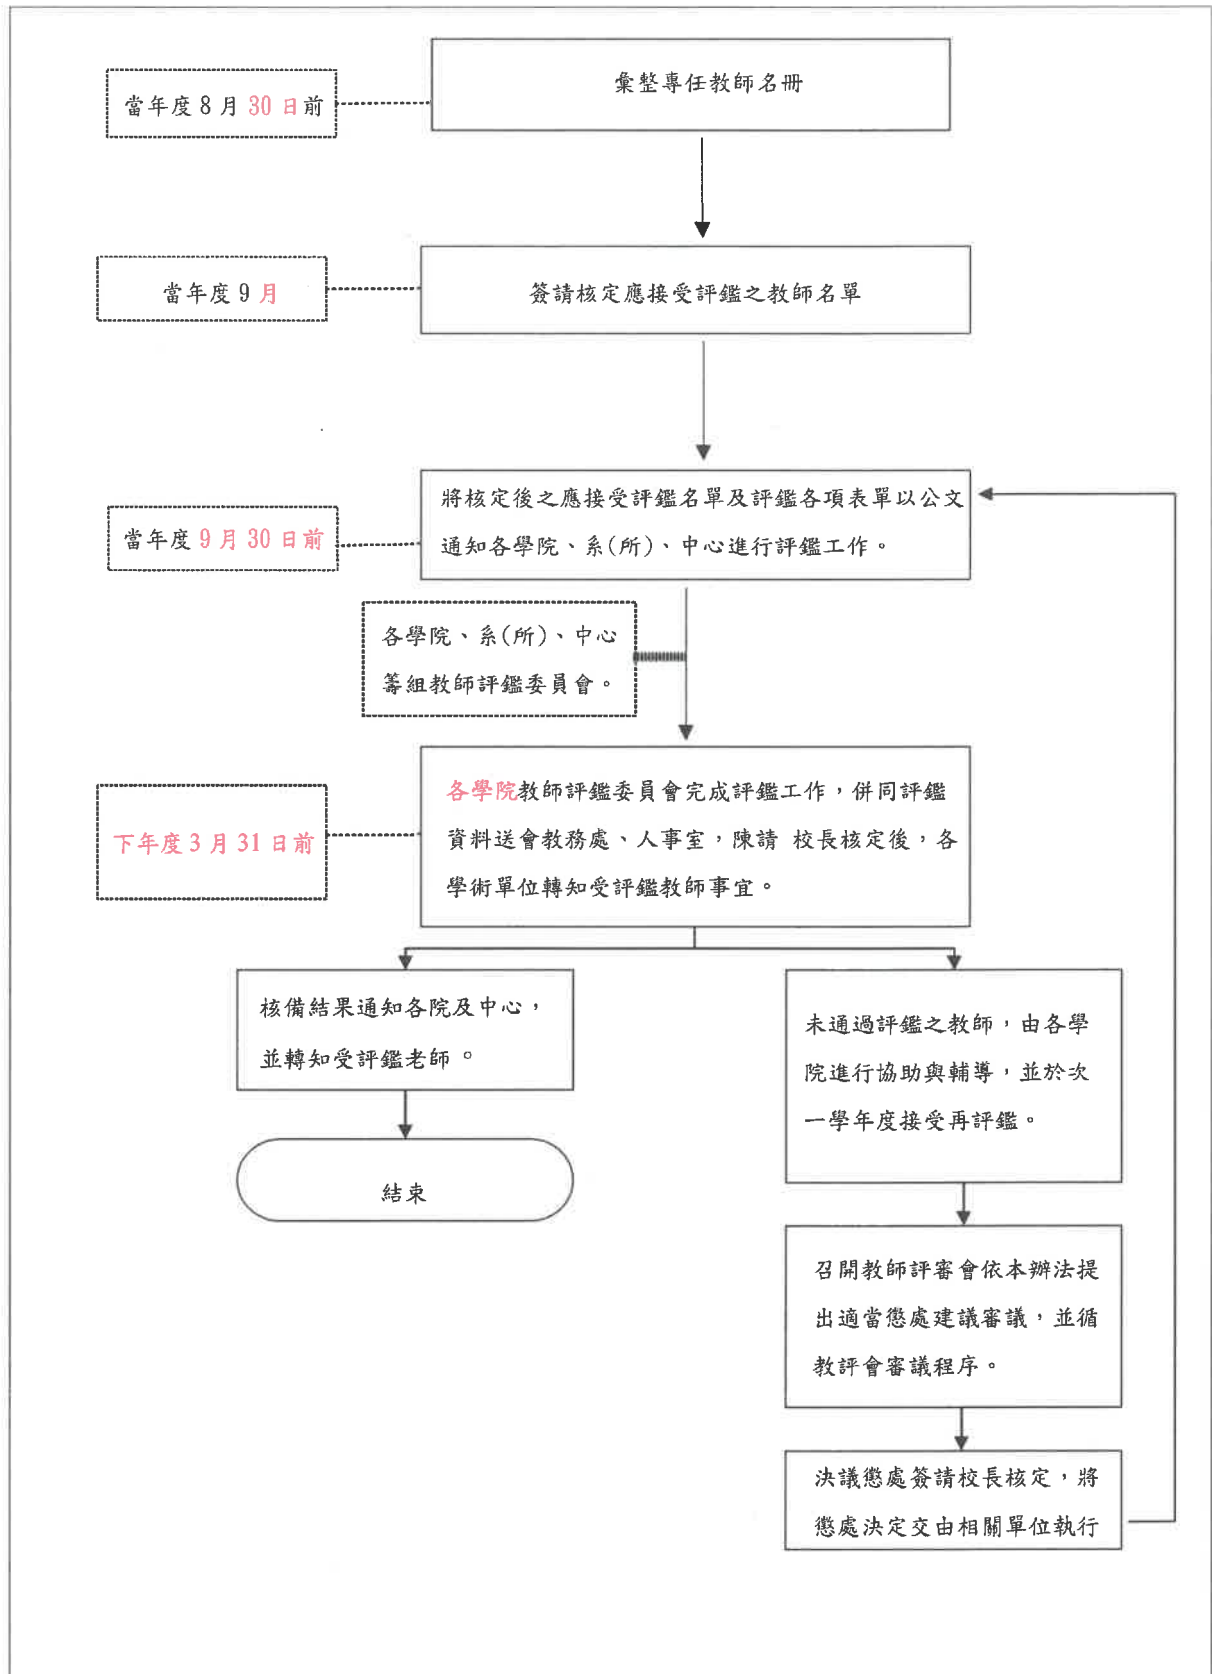 彙整專任教師名冊
當年度 8 月 30 日前
當年度 9 月
簽請核定應接受評鑑之教師名單
將核定後之應接受評鑑名單及評鑑各項表單以公文
通知各學院、系(所)、中心進行評鑑工作。
當年度 9 月 30 日前
各學院、系(所)、中心
籌組教師評鑑委員會。
各學院教師評鑑委員會完成評鑑工作，併同評鑑
資料送會教務處、人事室，陳請 校長核定後，各
學術單位轉知受評鑑教師事宜。
下年度 3 月 31 日前
核備結果通知各院及中心，
並轉知受評鑑老師。
結束
未通過評鑑之教師，由各學
院進行協助與輔導，並於次
一學年度接受再評鑑。
召開教師評審會依本辦法提
出適當懲處建議審議，並循
教評會審議程序。
決議懲處簽請校長核定，將
懲處決定交由相關單位執行